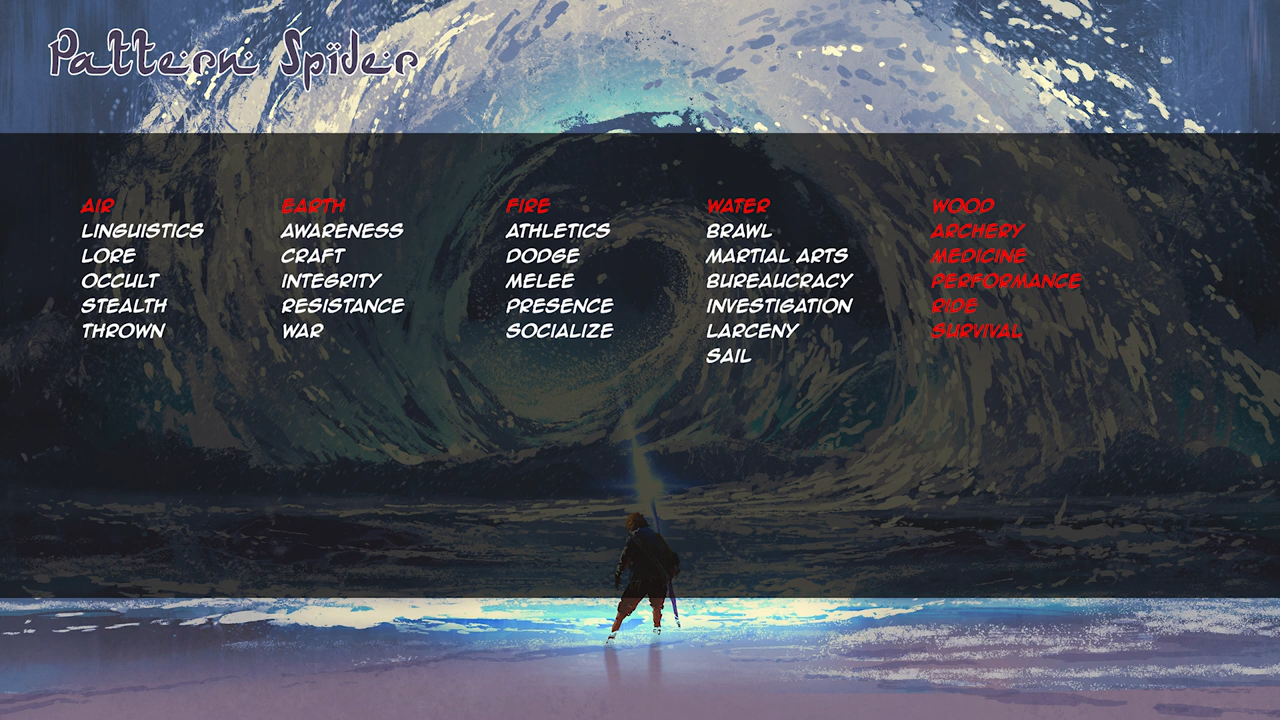 Pattern Spïder
AIR
LINGUISTICS
LORE
OCCULT
STEALTH
THROWN
EARTH
AWARENESS
CRAFT
INTEGRITY
RESISTANCE
WAR
FIRE
ATHLETICS
DODGE
MELEE
PRESENCE
SOCIALIZE
WATER
BRAWL
MARTIAL ARTS
BUREAUCRACY
INVESTIGATION
LARCENY
SAIL
WOOD
ARCHERY
MEDICINE
PERFORMANCE
RIDE
SURVIVAL